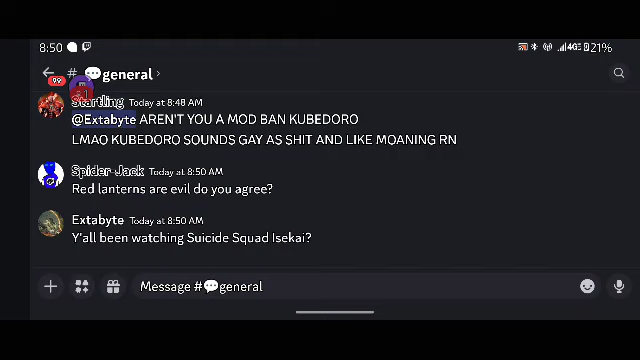 8:50 4G 21%
99 # 💬general ›
Startling Today at 8:48 AM
@Extabyte AREN'T YOU A MOD BAN KUBEDORO
LMAO KUBEDORO SOUNDS GAY AS SHIT AND LIKE MOANING RN
Spider-Jack Today at 8:50 AM
Red lanterns are evil do you agree?
Extabyte Today at 8:50 AM
Y'all been watching Suicide Squad Isekai?
Message #💬general